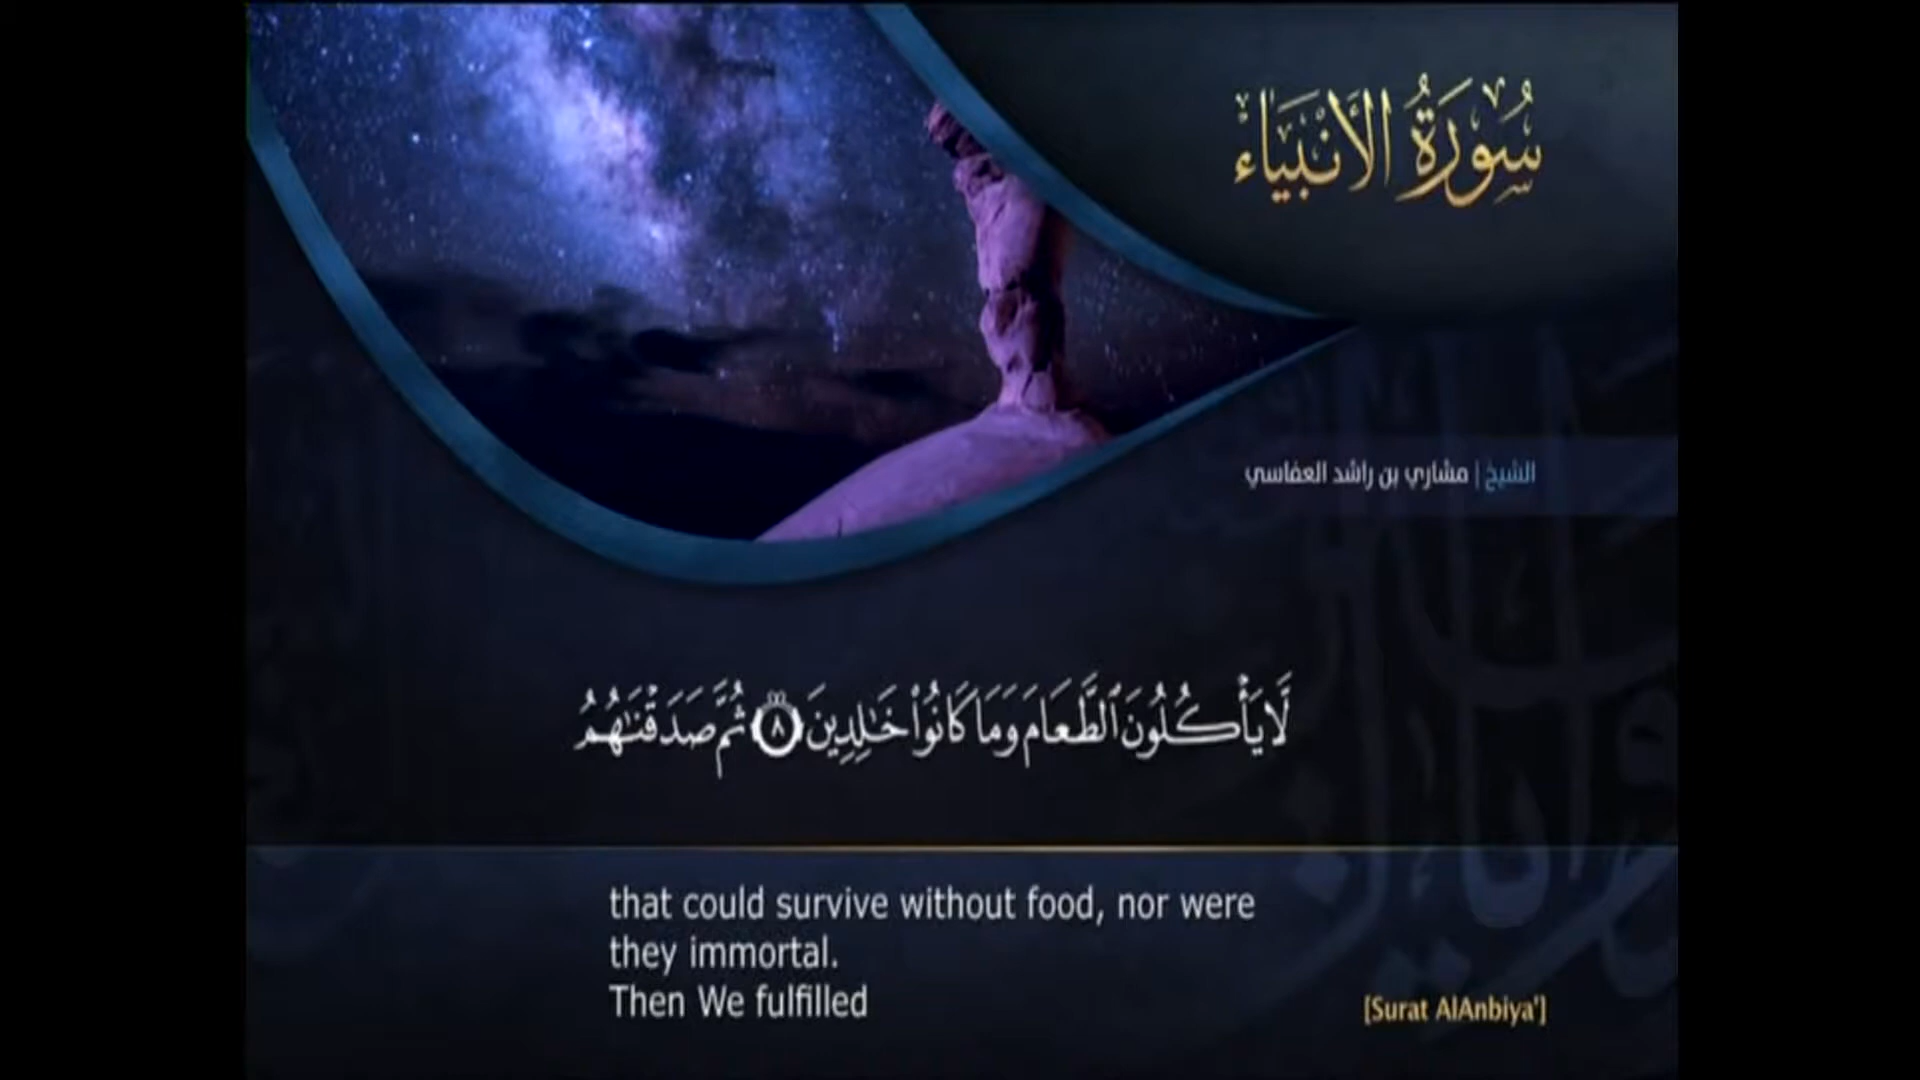 سُورَةُ الأَنْبِيَاءِ
الشيخ | مشاري بن راشد العفاسي
لَّا يَأْكُلُونَ ٱلطَّعَامَ وَمَا كَانُوا۟ خَـٰلِدِينَ ٨ ثُمَّ صَدَقْنَـٰهُمُ
that could survive without food, nor were
they immortal.
Then We fulfilled
[Surat AlAnbiya']